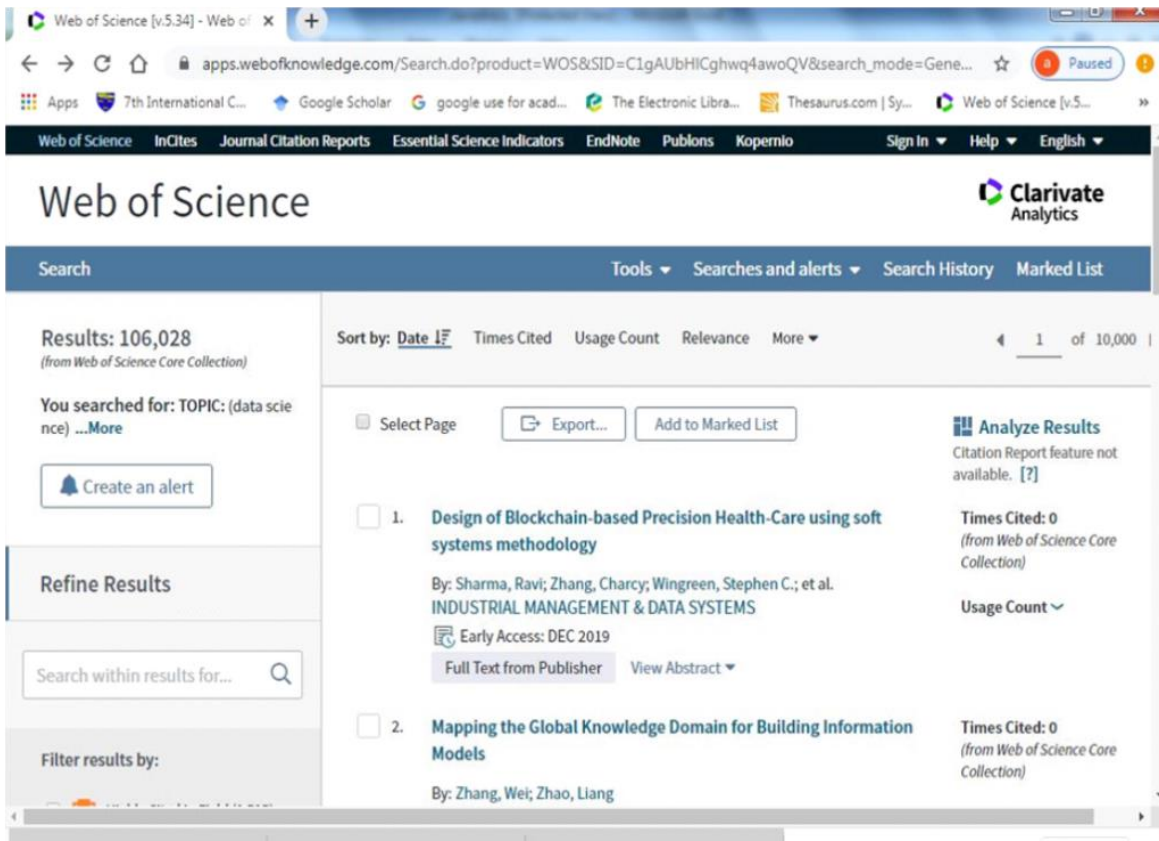 Web of Science [v.5.34] - Web of
apps.webofknowledge.com/Search.do?product=WOS&SID=C1gAUbHICghwq4awoQV&search_mode=Gene... a Paused
Apps 7th International C... Google Scholar G google use for acad... The Electronic Libra... Thesaurus.com | Sy... Web of Science [v.5... »
Web of Science InCites Journal Citation Reports Essential Science Indicators EndNote Publons Kopernio Sign In Help English
Web of Science
Clarivate
Analytics
Search Tools Searches and alerts Search History Marked List
Results: 106,028
(from Web of Science Core Collection)
You searched for: TOPIC: (data scie
nce) ...More
Create an alert
Refine Results
Search within results for...
Filter results by:
Sort by: Date Times Cited Usage Count Relevance More
1 of 10,000
Select Page Export... Add to Marked List
Analyze Results
Citation Report feature not
available. [?]
1. Design of Blockchain-based Precision Health-Care using soft
systems methodology
By: Sharma, Ravi; Zhang, Charcy; Wingreen, Stephen C.; et al.
INDUSTRIAL MANAGEMENT & DATA SYSTEMS
Early Access: DEC 2019
Full Text from Publisher View Abstract
Times Cited: 0
(from Web of Science Core
Collection)
Usage Count
2. Mapping the Global Knowledge Domain for Building Information
Models
By: Zhang, Wei; Zhao, Liang
Times Cited: 0
(from Web of Science Core
Collection)